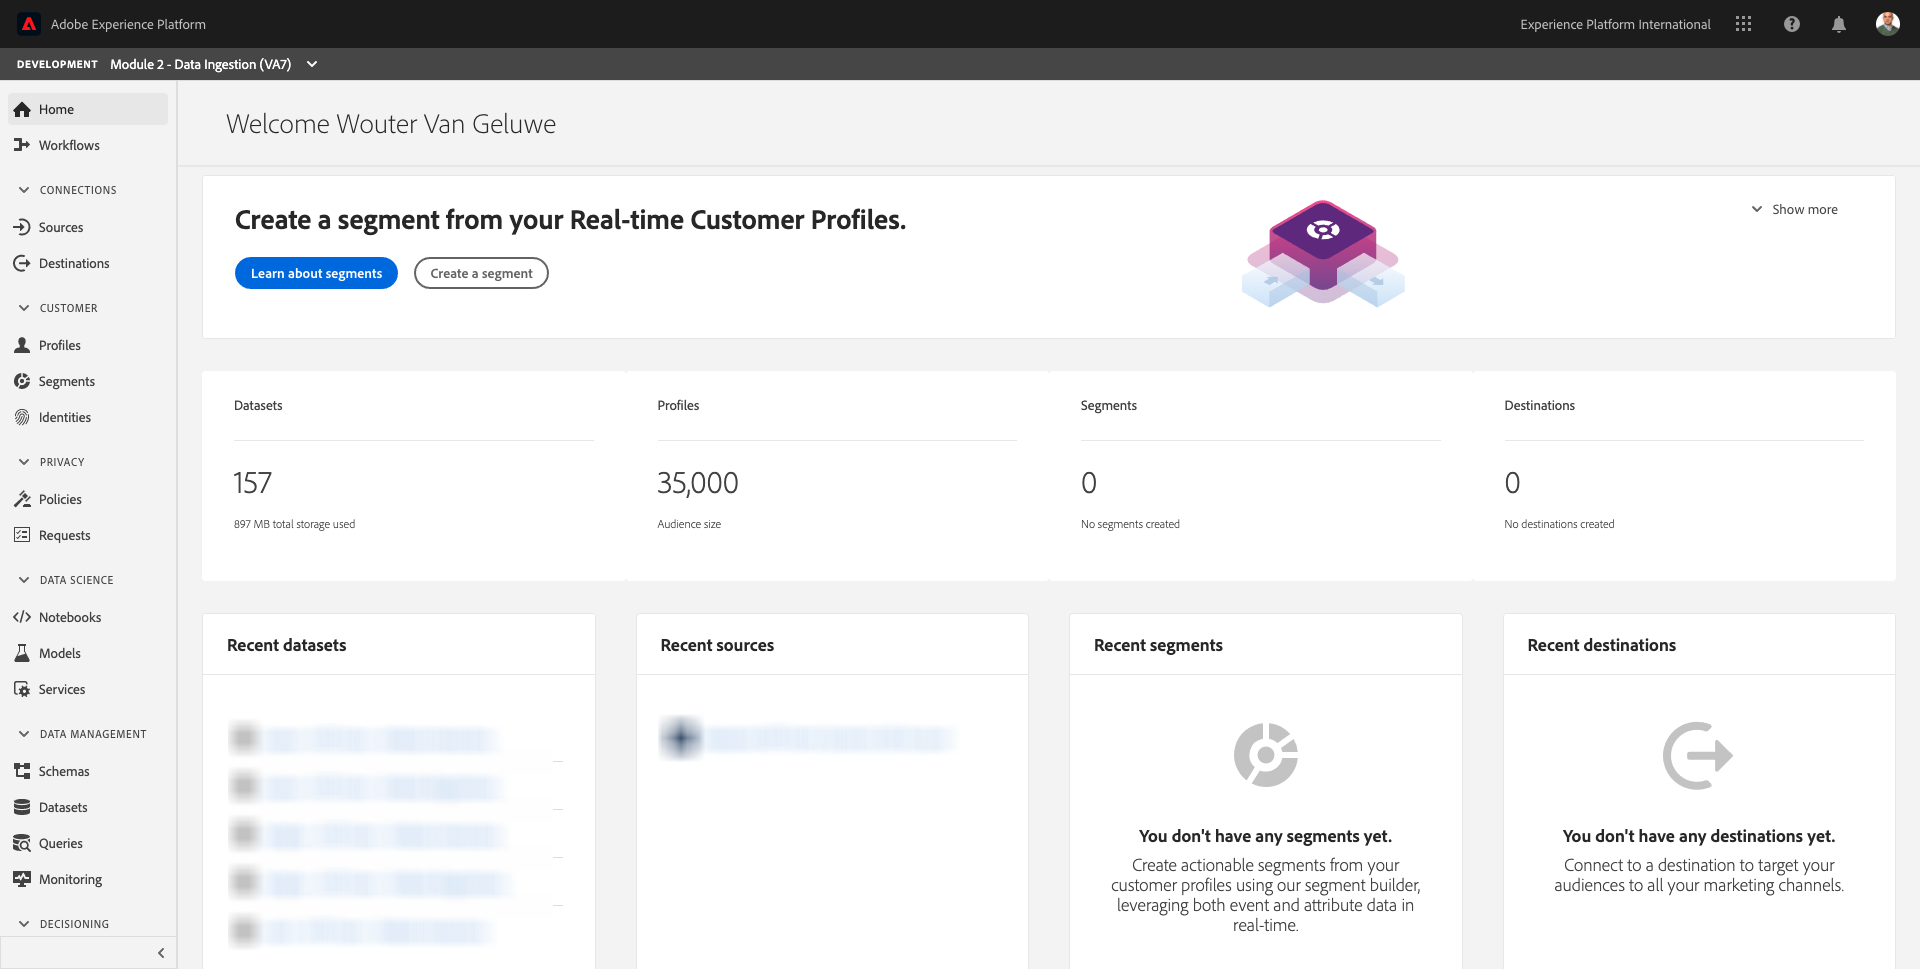 Adobe Experience Platform
Experience Platform International
DEVELOPMENT Module 2 - Data Ingestion (VA7)
Home
Workflows
CONNECTIONS
Sources
Destinations
CUSTOMER
Profiles
Segments
Identities
PRIVACY
Policies
Requests
DATA SCIENCE
Notebooks
Models
Services
DATA MANAGEMENT
Schemas
Datasets
Queries
Monitoring
DECISIONING
Welcome Wouter Van Geluwe
Create a segment from your Real-time Customer Profiles.
Learn about segments
Create a segment
Show more
Datasets
157
897 MB total storage used
Profiles
35,000
Audience size
Segments
0
No segments created
Destinations
0
No destinations created
Recent datasets
Recent sources
Recent segments
You don't have any segments yet.
Create actionable segments from your
customer profiles using our segment builder,
leveraging both event and attribute data in
real-time.
Recent destinations
You don't have any destinations yet.
Connect to a destination to target your
audiences to all your marketing channels.